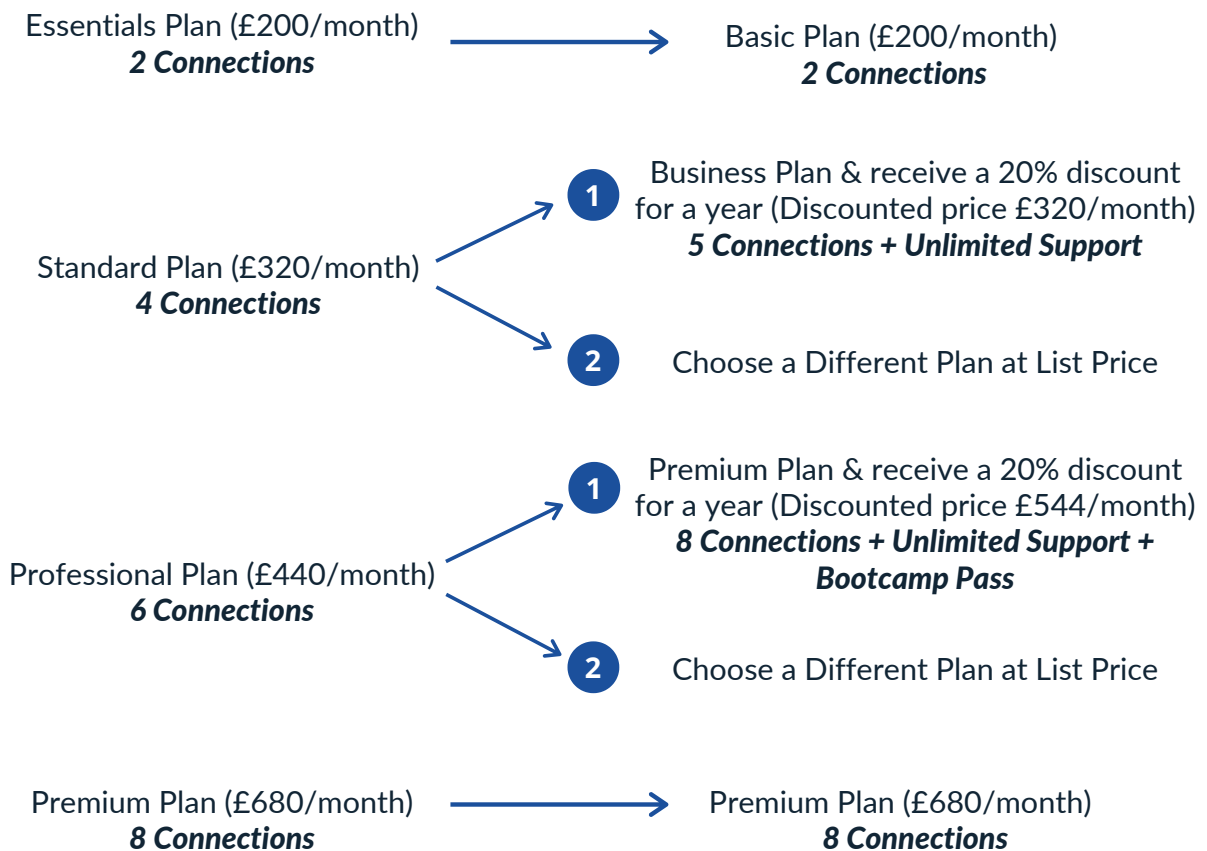 Essentials Plan (£200/month)
2 Connections
Basic Plan (£200/month)
2 Connections
Standard Plan (£320/month)
4 Connections
1
Business Plan & receive a 20% discount
for a year (Discounted price £320/month)
5 Connections + Unlimited Support
2
Choose a Different Plan at List Price
Professional Plan (£440/month)
6 Connections
1
Premium Plan & receive a 20% discount
for a year (Discounted price £544/month)
8 Connections + Unlimited Support +
Bootcamp Pass
2
Choose a Different Plan at List Price
Premium Plan (£680/month)
8 Connections
Premium Plan (£680/month)
8 Connections